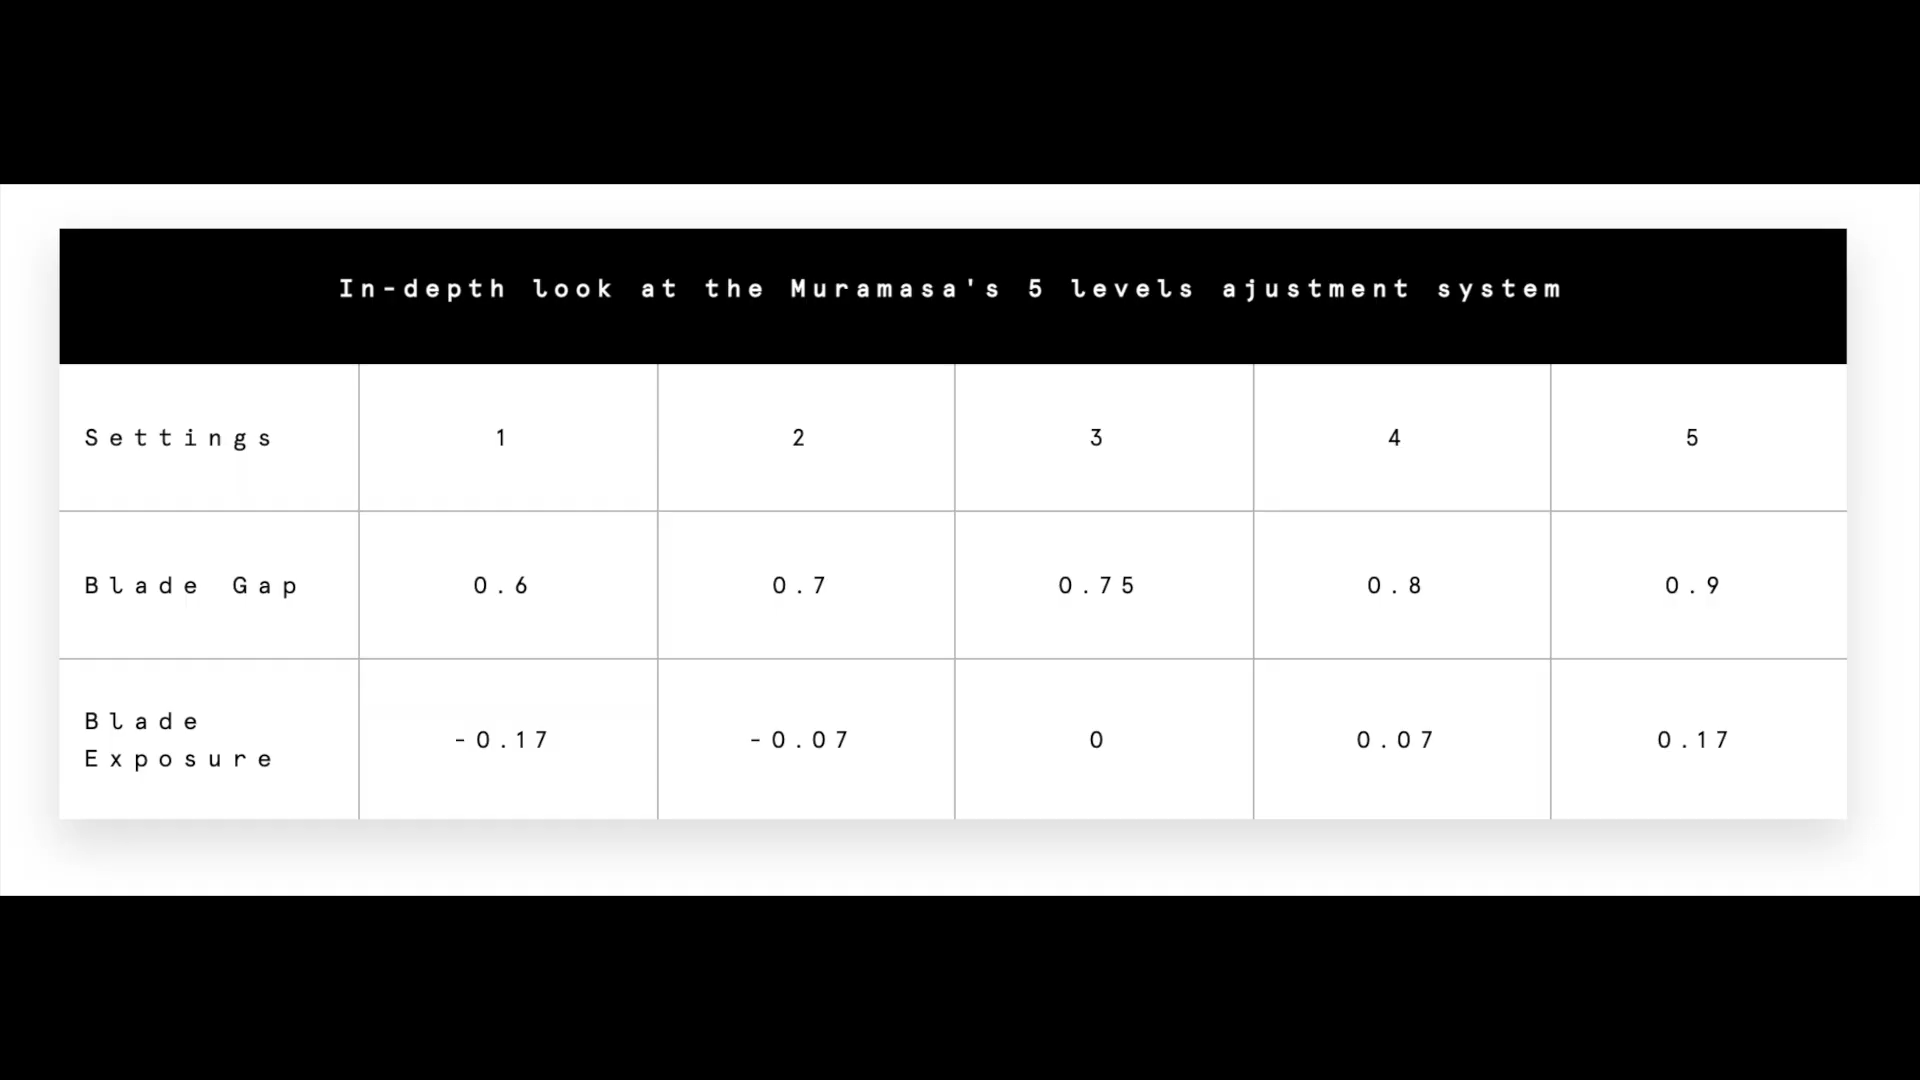 In-depth look at the Muramasa's 5 levels ajustment system
Settings 1 2 3 4 5
Blade Gap 0.6 0.7 0.75 0.8 0.9
Blade
Exposure -0.17 -0.07 0 0.07 0.17